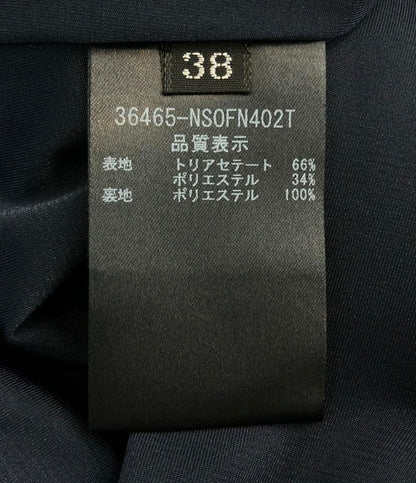 38
36465-NSOFN402T
品質表示
表地 トリアセテート 66%
ポリエステル 34%
裏地 ポリエステル 100%